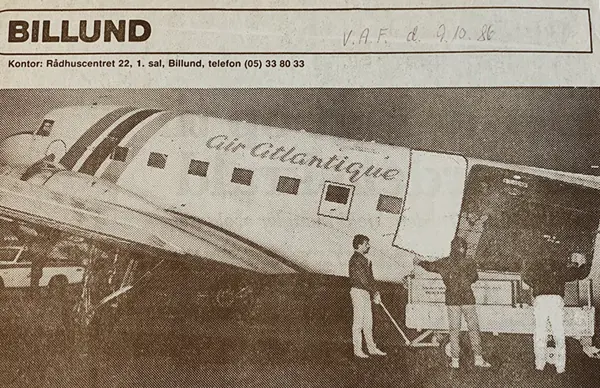 BILLUND
V.A.F. d. 9.10.86
Kontor: Rådhuscentret 22, 1. sal, Billund, telefon (05) 33 80 33
Air Atlantique